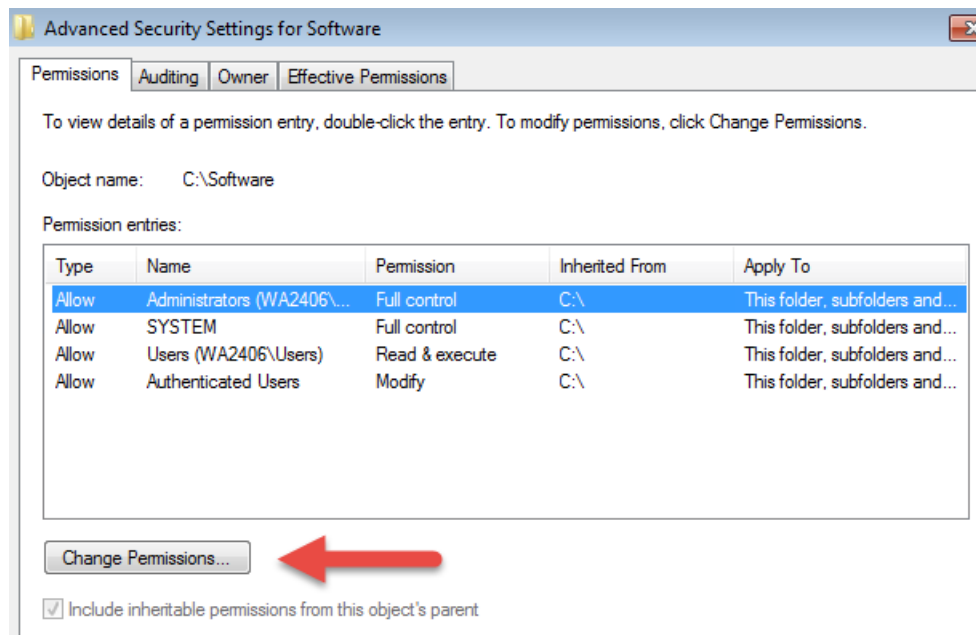 Advanced Security Settings for Software
Permissions Auditing Owner Effective Permissions
To view details of a permission entry, double-click the entry. To modify permissions, click Change Permissions.
Object name: C:\Software
Permission entries:
Type Name Permission Inherited From Apply To
Allow Administrators (WA2406\... Full control C:\ This folder, subfolders and...
Allow SYSTEM Full control C:\ This folder, subfolders and...
Allow Users (WA2406\Users) Read & execute C:\ This folder, subfolders and...
Allow Authenticated Users Modify C:\ This folder, subfolders and...
Change Permissions...
Include inheritable permissions from this object's parent